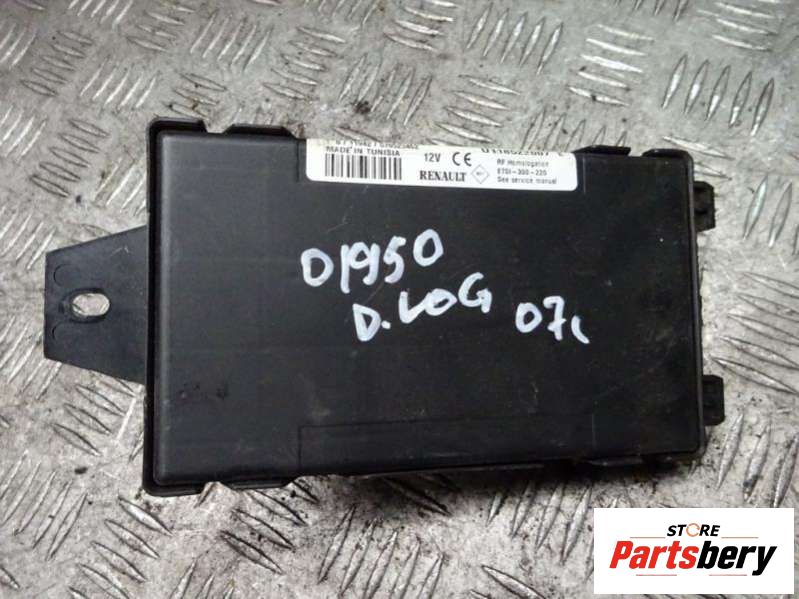 MADE IN TUNISIA
12V CE
RENAULT
RF Homologation
ETSI-300-220
See service manual
01950
D.LOG 07
STORE
Partsbery